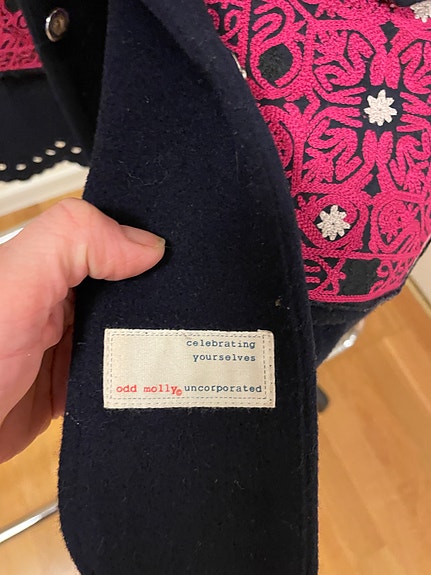 celebrating
yourselves
odd molly© uncorporated